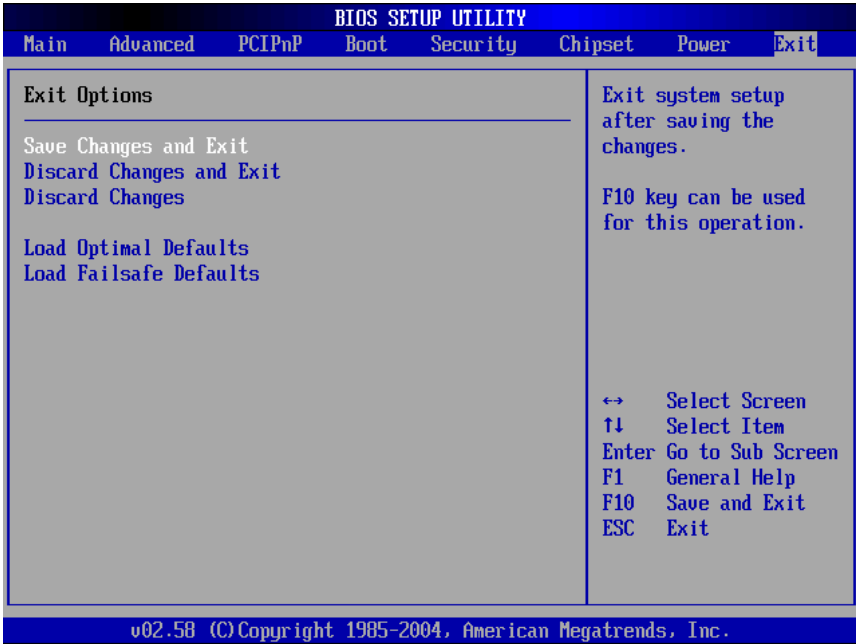 BIOS SETUP UTILITY
Main Advanced PCIPnP Boot Security Chipset Power Exit
Exit Options
Save Changes and Exit
Discard Changes and Exit
Discard Changes
Load Optimal Defaults
Load Failsafe Defaults
Exit system setup
after saving the
changes.
F10 key can be used
for this operation.
↔ Select Screen
↑↓ Select Item
Enter Go to Sub Screen
F1 General Help
F10 Save and Exit
ESC Exit
v02.58 (C)Copyright 1985-2004, American Megatrends, Inc.